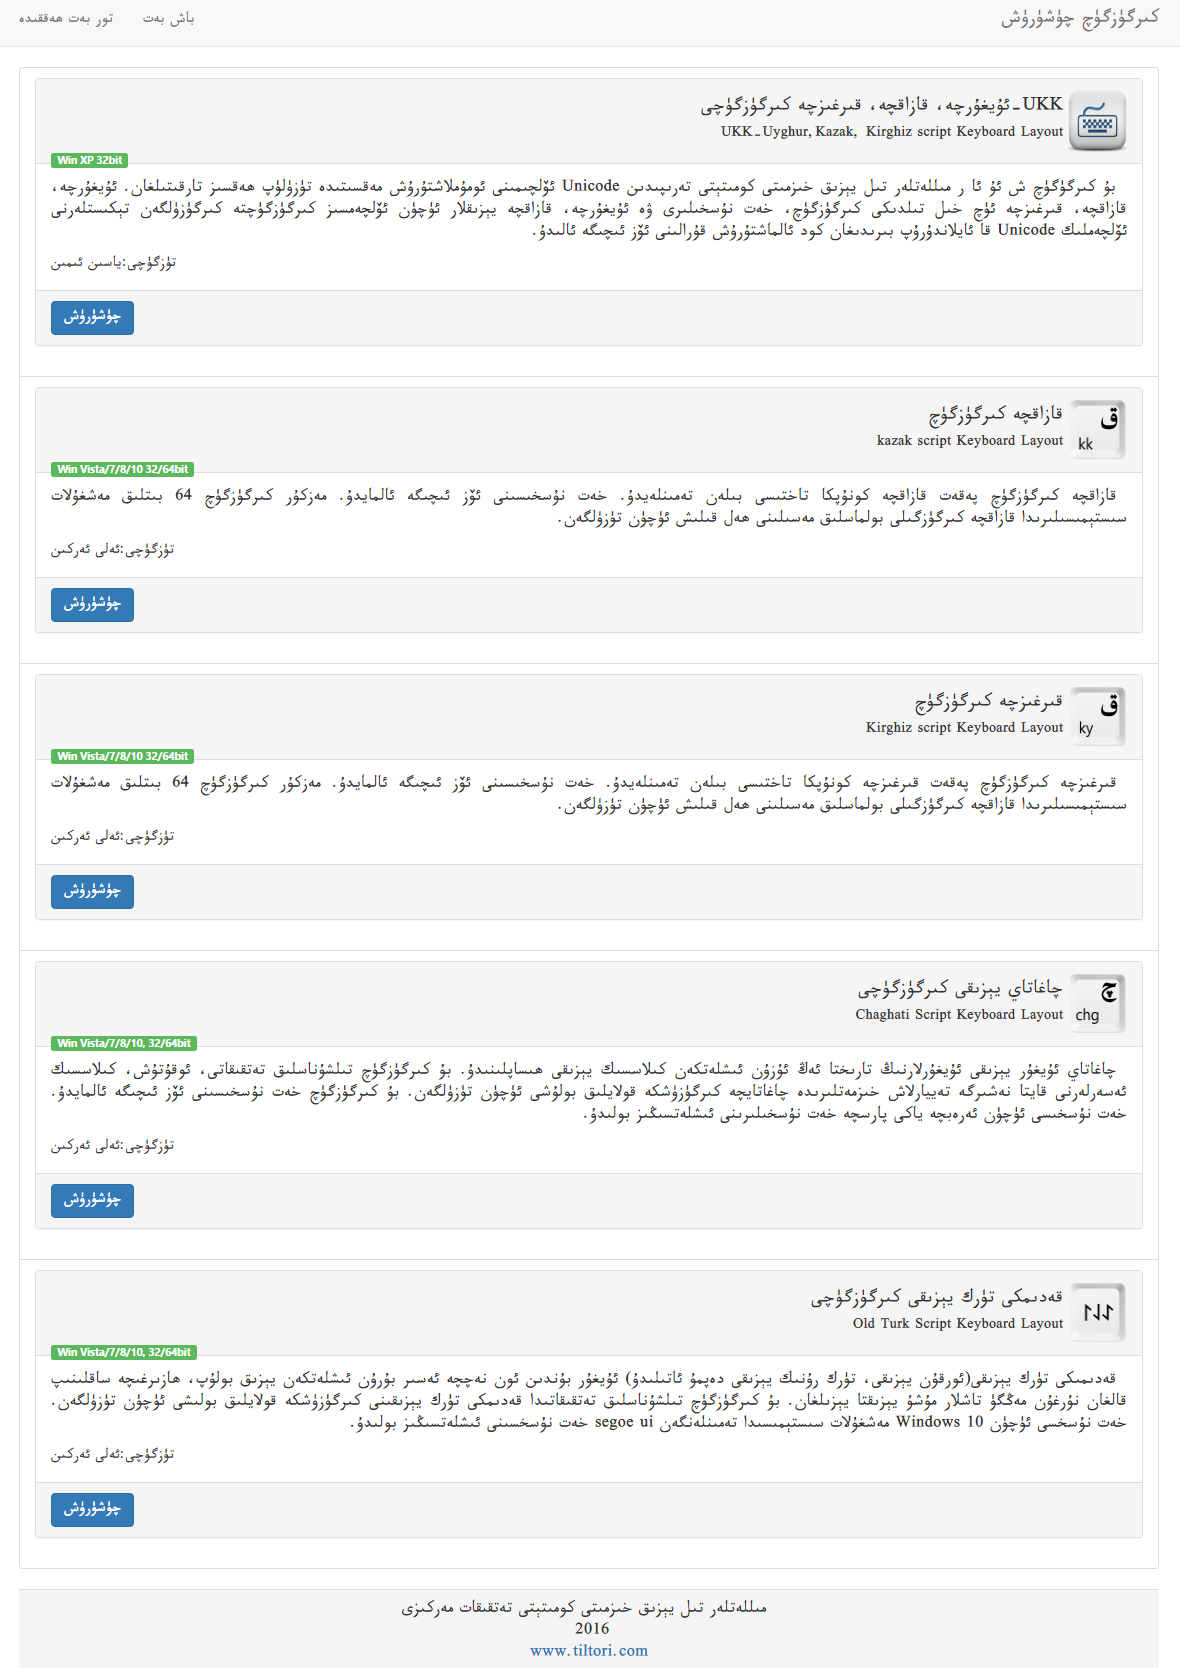 كىرگۈزگۈچ چۈشۈرۈش
باش بەت
تور بەت ھەققىدە
UKK-ئۇيغۇرچە، قازاقچە، قىرغىزچە كىرگۈزگۈچى
UKK-Uyghur, Kazak, Kirghiz script Keyboard Layout
Win XP 32bit
بۇ كىرگۈگۈچ ش ئۇ ئا ر مىللەتلەر تىل يېزىق خىزمىتى كومىتېتى تەرىپىدىن Unicode ئۆلچىمىنى ئومۇملاشتۇرۇش مەقسىتىدە تۈزۈلۈپ ھەقسىز تارقىتىلغان. ئۇيغۇرچە،
قازاقچە، قىرغىزچە ئۈچ خىل تىلدىكى كىرگۈزگۈچ، خەت نۇسخىلىرى ۋە ئۇيغۇرچە، قازاقچە يېزىقلار ئۈچۈن ئۆلچەمسىز كىرگۈزگۈچتە كىرگۈزۈلگەن تېكىستلەرنى
ئۆلچەملىك Unicode قا ئايلاندۇرۇپ بىرىدىغان كود ئالماشتۇرۇش قۇرالىنى ئۆز ئىچىگە ئالىدۇ.
تۈزگۈچى:ياسىن ئىمىن
چۈشۈرۈش
قازاقچە كىرگۈزگۈچ
kazak script Keyboard Layout
ق
kk
Win Vista/7/8/10 32/64bit
قازاقچە كىرگۈزگۈچ پەقەت قازاقچە كونۇپكا تاختىسى بىلەن تەمىنلەيدۇ. خەت نۇسخىسىنى ئۆز ئىچىگە ئالمايدۇ. مەزكۇر كىرگۈزگۈچ 64 بىتلىق مەشغۇلات
سىستېمىسىلىرىدا قازاقچە كىرگۈزگىلى بولماسلىق مەسىلىنى ھەل قىلىش ئۈچۈن تۈزۈلگەن.
تۈزگۈچى:ئەلى ئەركىن
چۈشۈرۈش
قىرغىزچە كىرگۈزگۈچ
Kirghiz script Keyboard Layout
ق
ky
Win Vista/7/8/10 32/64bit
قىرغىزچە كىرگۈزگۈچ پەقەت قىرغىزچە كونۇپكا تاختىسى بىلەن تەمىنلەيدۇ. خەت نۇسخىسىنى ئۆز ئىچىگە ئالمايدۇ. مەزكۇر كىرگۈزگۈچ 64 بىتلىق مەشغۇلات
سىستېمىسىلىرىدا قازاقچە كىرگۈزگىلى بولماسلىق مەسىلىنى ھەل قىلىش ئۈچۈن تۈزۈلگەن.
تۈزگۈچى:ئەلى ئەركىن
چۈشۈرۈش
چاغاتاي يېزىقى كىرگۈزگۈچى
Chaghati Script Keyboard Layout
چ
chg
Win Vista/7/8/10, 32/64bit
چاغاتاي ئۇيغۇر يېزىقى ئۇيغۇرلارنىڭ تارىختا ئەڭ ئۇزۇن ئىشلەتكەن كىلاسسىك يېزىقى ھىساپلىنىدۇ. بۇ كىرگۈزگۈچ تىلشۇناسلىق تەتقىقاتى، ئوقۇتۇش، كىلاسسىك
ئەسەرلەرنى قايتا نەشىرگە تەييارلاش خىزمەتلىرىدە چاغاتايچە كىرگۈزۈشكە قولايلىق بولۇشى ئۈچۈن تۈزۈلگەن. بۇ كىرگۈزگۈچ خەت نۇسخىسىنى ئۆز ئىچىگە ئالمايدۇ.
خەت نۇسخىسى ئۈچۈن ئەرەبچە ياكى پارسچە خەت نۇسخىلىرىنى ئىشلەتسىڭىز بولىدۇ.
تۈزگۈچى:ئەلى ئەركىن
چۈشۈرۈش
قەدىمكى تۈرك يېزىقى كىرگۈزگۈچى
Old Turk Script Keyboard Layout
Win Vista/7/8/10, 32/64bit
قەدىمىكى تۈرك يېزىقى(ئورقۇن يېزىقى، تۈرك رۇنىك يېزىقى دەپمۇ ئاتىلىدۇ) ئۇيغۇر بۇندىن ئون نەچچە ئەسىر بۇرۇن ئىشلەتكەن يېزىق بولۇپ، ھازىرغىچە ساقلىنىپ
قالغان نۇرغۇن مەڭگۈ تاشلار مۇشۇ يېزىقتا يېزىلغان. بۇ كىرگۈزگۈچ تىلشۇناسلىق تەتقىقاتىدا قەدىمكى تۈرك يېزىقىنى كىرگۈزۈشكە قولايلىق بولىشى ئۈچۈن تۈزۈلگەن.
خەت نۇسخىسى ئۈچۈن Windows 10 مەشغۇلات سىستېمىسىدا تەمىنلەنگەن segoe ui خەت نۇسخىسىنى ئىشلەتسىڭىز بولىدۇ.
تۈزگۈچى:ئەلى ئەركىن
چۈشۈرۈش
مىللەتلەر تىل يېزىق خىزمىتى كومىتېتى تەتقىقات مەركىزى
2016
www.tiltori.com